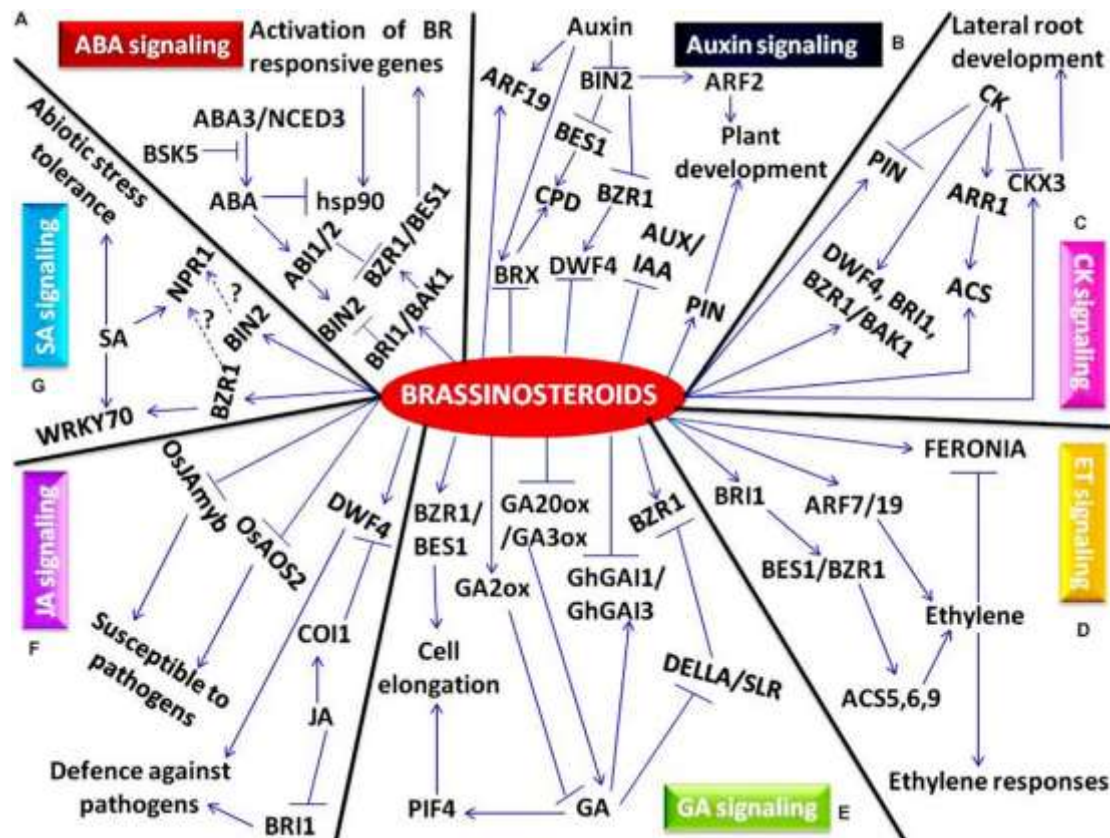 A
ABA signaling
Activation of BR
responsive genes
ABA3/NCED3
BSK5
ABA
hsp90
ABI1/2
BZR1/BES1
BIN2
BRI1/BAK1
Auxin
Auxin signaling
B
ARF19
BIN2
ARF2
BES1
Plant
development
CPD
BZR1
BRX
DWF4
AUX/
IAA
PIN
Lateral root
development
CK
PIN
CKX3
ARR1
C
DWF4, BRI1,
BZR1/BAK1
ACS
CK signaling
Abiotic stress
tolerance
SA signaling
NPR1
?
?
SA
BIN2
G
BZR1
WRKY70
BRASSINOSTEROIDS
FERONIA
BRI1
ARF7/19
BES1/BZR1
Ethylene
ET signaling
D
ACS5,6,9
Ethylene responses
BZR1/
BES1
GA2ox
GA20ox
/GA3ox
GhGAI1/
GhGAI3
BZR1
Cell
elongation
DELLA/SLR
PIF4
GA
GA signaling
E
OsJAmyb
OsAOS2
DWF4
JA signaling
F
Susceptible to
pathogens
COI1
JA
Defence against
pathogens
BRI1